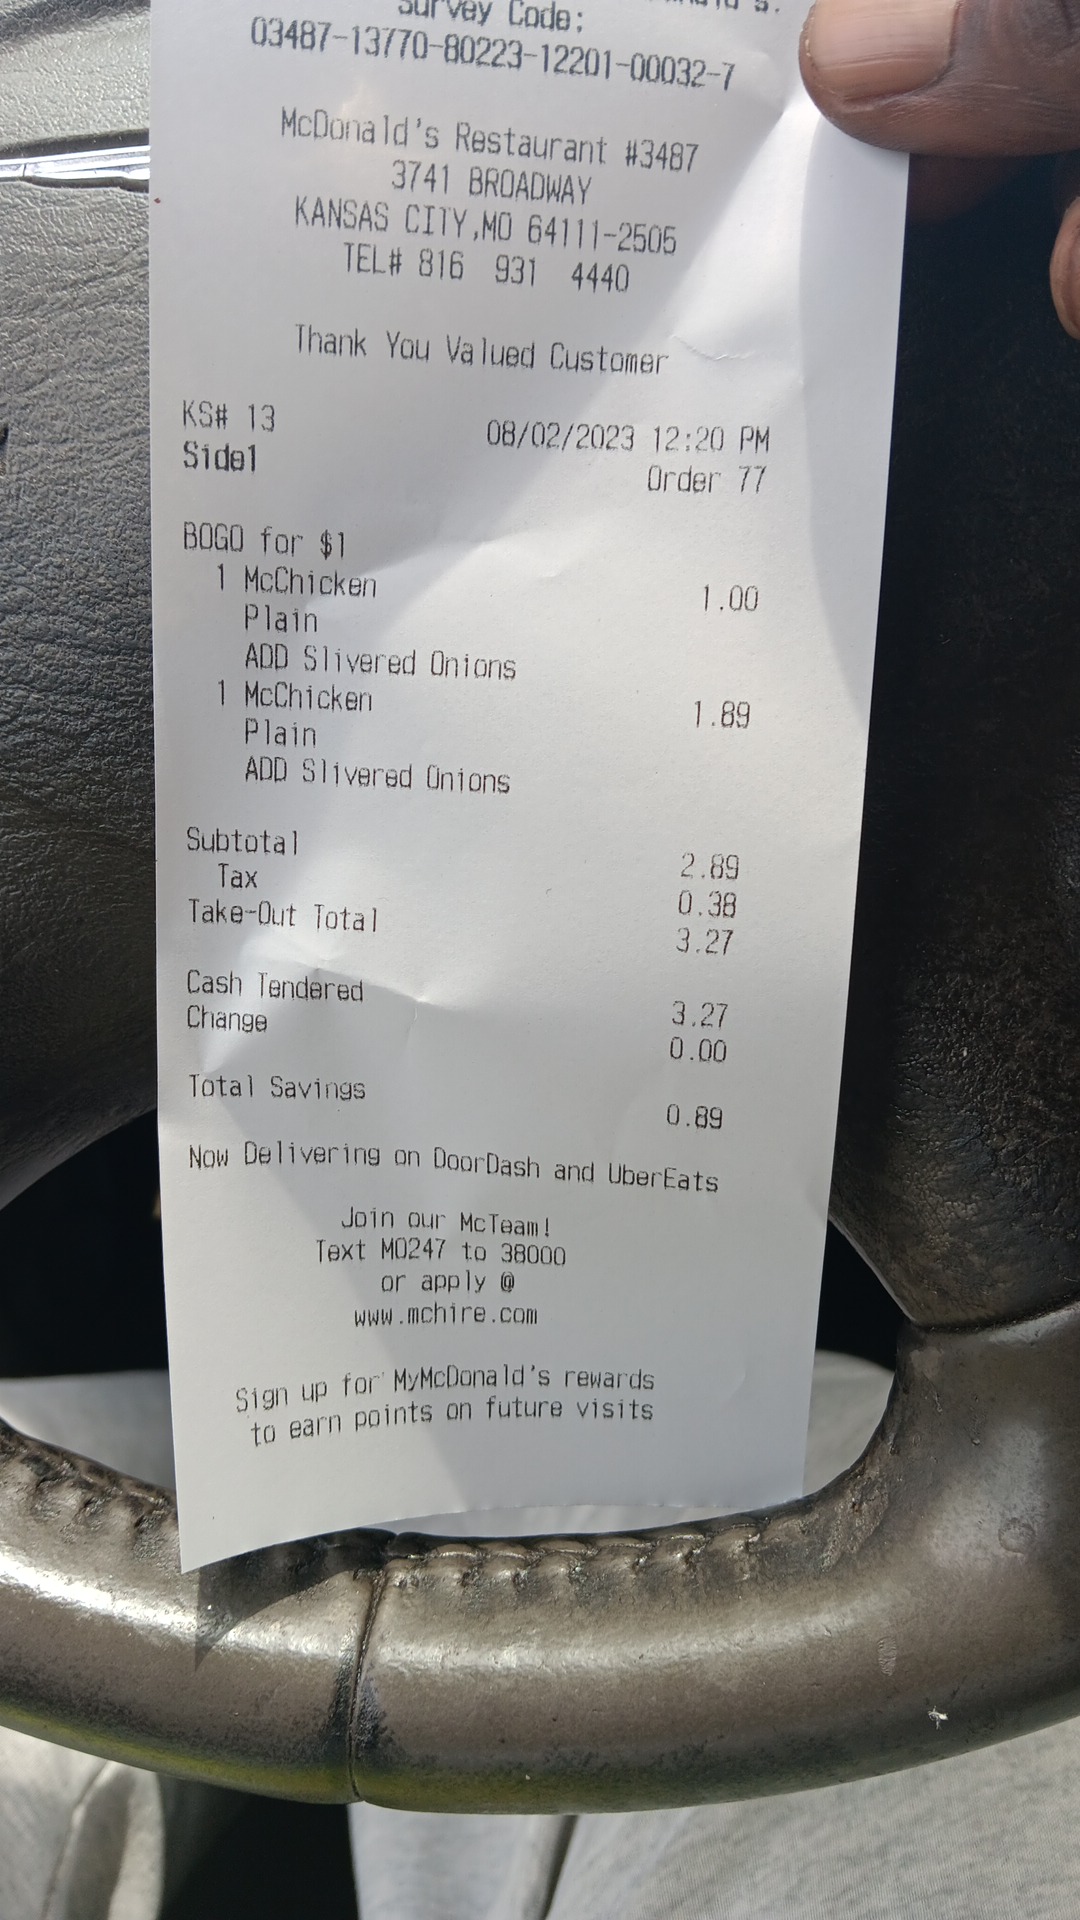 Survey Code:
03487-13770-80223-12201-00032-7
McDonald's Restaurant #3487
3741 BROADWAY
KANSAS CITY,MO 64111-2505
TEL# 816 931 4440
Thank You Valued Customer
KS# 13 08/02/2023 12:20 PM
Side1 Order 77
BOGO for $1
1 McChicken 1.00
Plain
ADD Slivered Onions
1 McChicken 1.89
Plain
ADD Slivered Onions
Subtotal 2.89
Tax 0.38
Take-Out Total 3.27
Cash Tendered 3.27
Change 0.00
Total Savings 0.89
Now Delivering on DoorDash and UberEats
Join our McTeam!
Text MO247 to 38000
or apply @
www.mchire.com
Sign up for MyMcDonald's rewards
to earn points on future visits